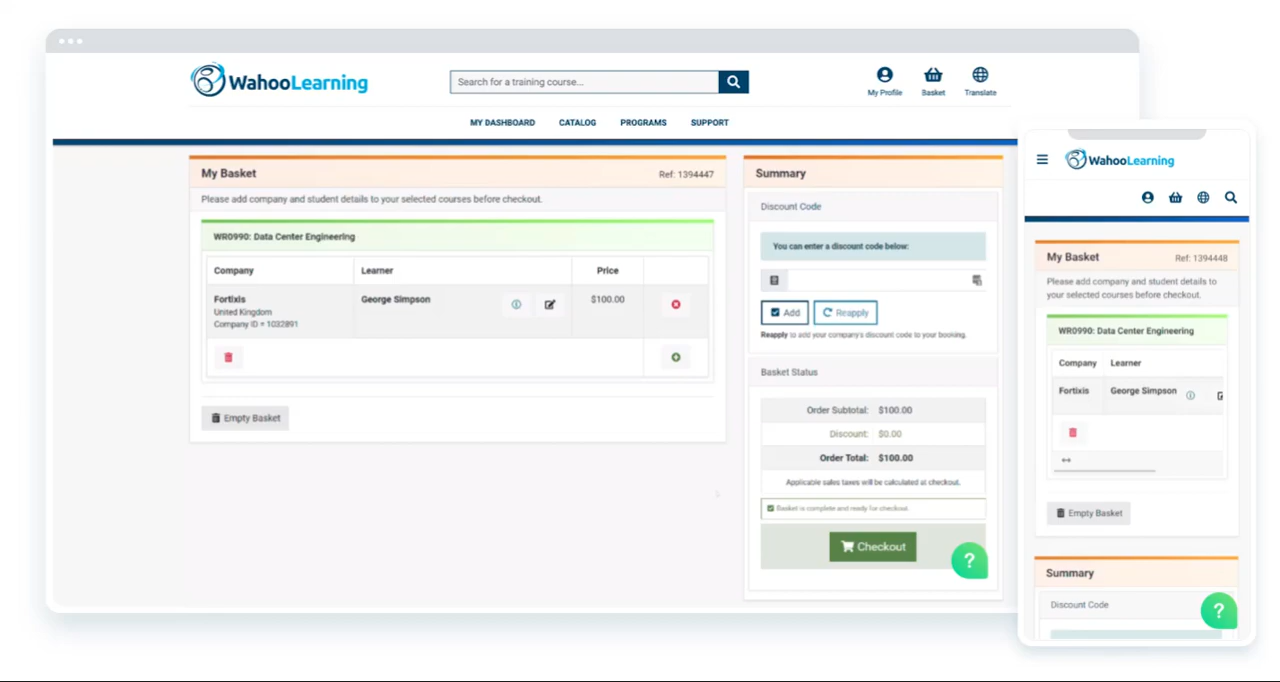 WahooLearning
Search for a training course...
My Profile
Basket
Translate
MY DASHBOARD
CATALOG
PROGRAMS
SUPPORT
My Basket
Ref: 1394447
Please add company and student details to your selected courses before checkout.
WR0990: Data Center Engineering
Company
Learner
Price
Fortixis
George Simpson
$100.00
United Kingdom
Company ID = 1032891
Empty Basket
Summary
Discount Code
You can enter a discount code below:
Add
Reapply
Reapply to add your company's discount code to your booking.
Basket Status
Order Subtotal: $100.00
Discount: $0.00
Order Total: $100.00
Applicable sales taxes will be calculated at checkout.
Basket is complete and ready for checkout.
Checkout
?
WahooLearning
My Basket
Ref: 1394448
Please add company and student details to
your selected courses before checkout.
WR0990: Data Center Engineering
Company
Learner
Fortixis
George Simpson
Empty Basket
Summary
Discount Code
?